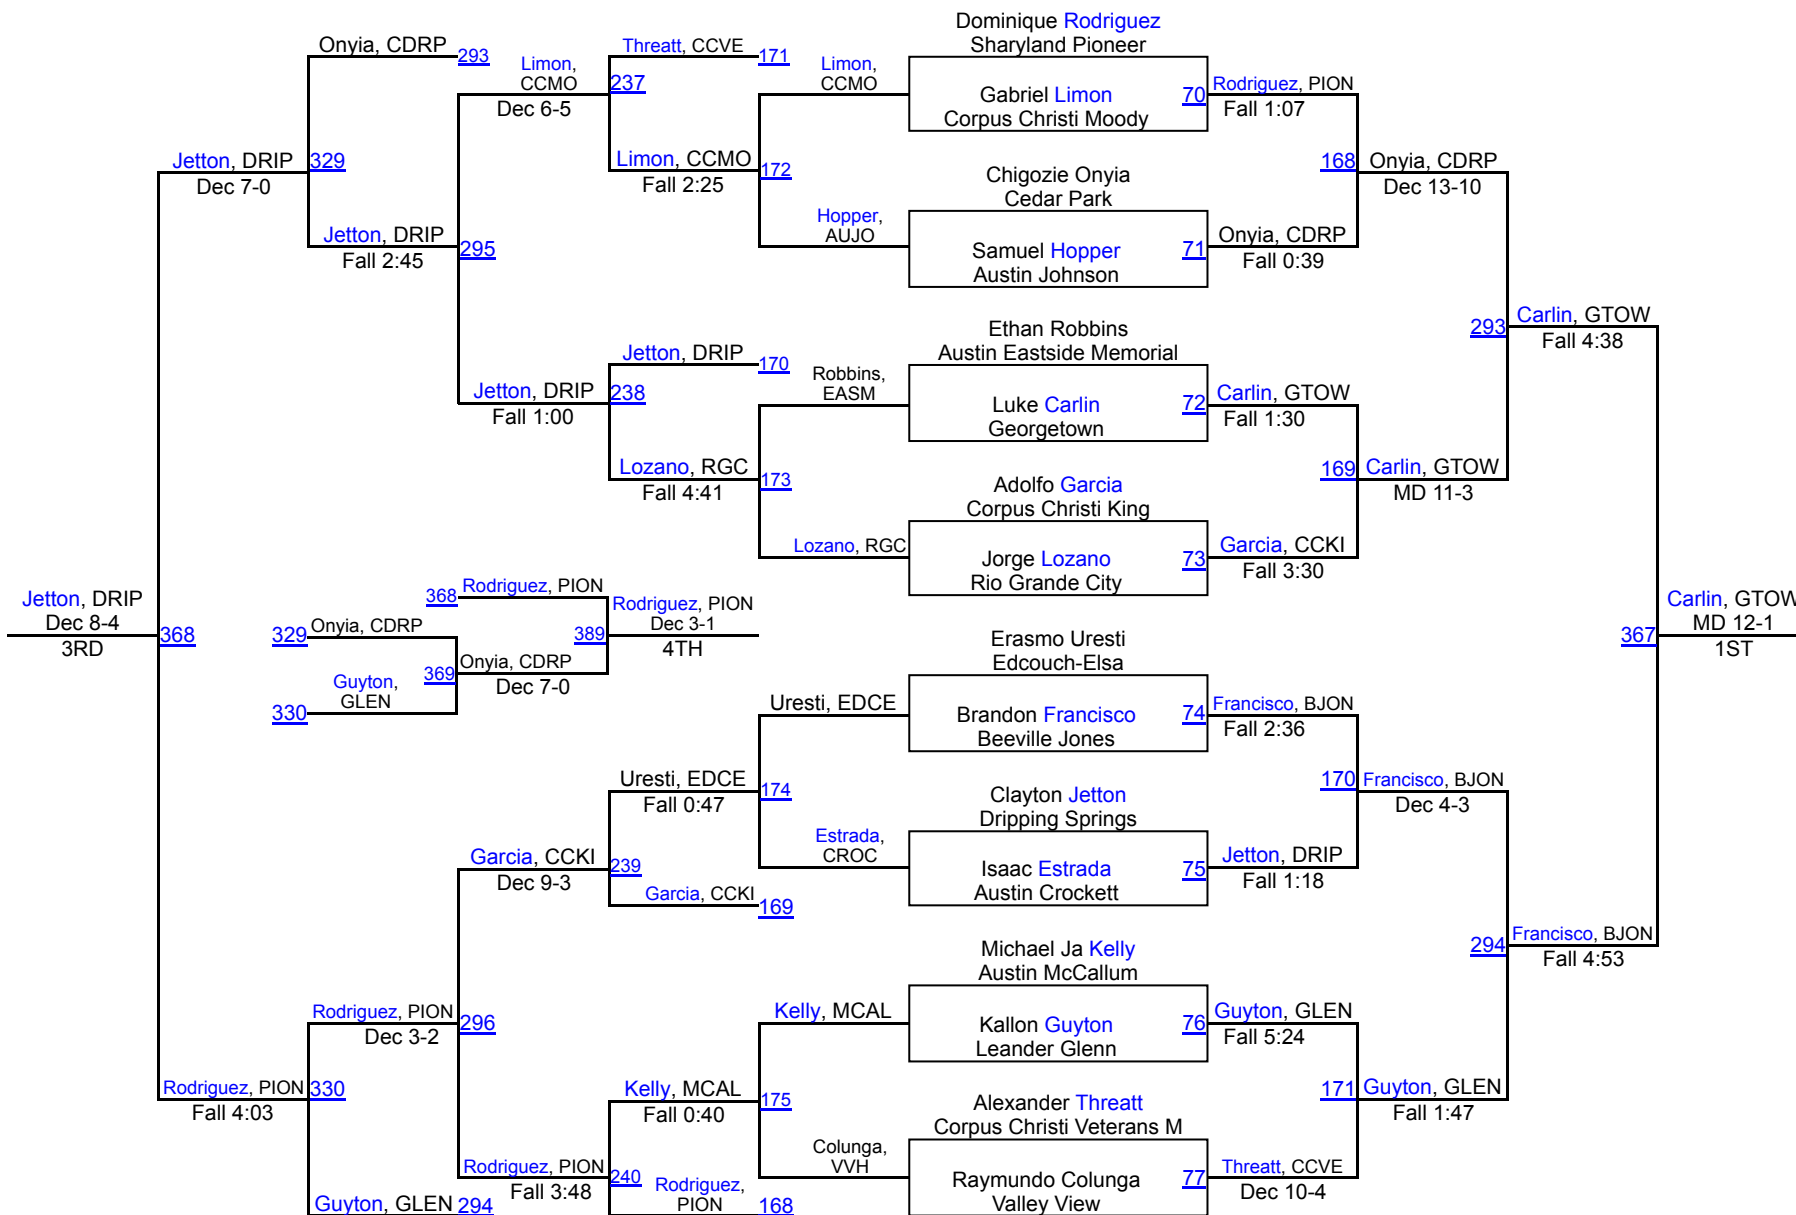 Dominique Rodriguez
Sharyland Pioneer
Onyia, CDRP
293
Limon,
CCMO
Dec 6-5
Threatt, CCVE
171
237
Limon,
CCMO
Gabriel Limon
Corpus Christi Moody
70
Rodriguez, PION
Fall 1:07
Jetton, DRIP
Dec 7-0
329
Limon, CCMO
Fall 2:25
172
Chigozie Onyia
Cedar Park
168
Onyia, CDRP
Dec 13-10
Jetton, DRIP
Fall 2:45
295
Hopper,
AUJO
Samuel Hopper
Austin Johnson
71
Onyia, CDRP
Fall 0:39
Ethan Robbins
Austin Eastside Memorial
293
Carlin, GTOW
Fall 4:38
Jetton, DRIP
170
Jetton, DRIP
Fall 1:00
238
Robbins,
EASM
Luke Carlin
Georgetown
72
Carlin, GTOW
Fall 1:30
Lozano, RGC
Fall 4:41
173
Adolfo Garcia
Corpus Christi King
169
Carlin, GTOW
MD 11-3
Lozano, RGC
Jorge Lozano
Rio Grande City
73
Garcia, CCKI
Fall 3:30
Jetton, DRIP
Dec 8-4
3RD
368
368
Rodriguez, PION
329
Onyia, CDRP
389
Rodriguez, PION
Dec 3-1
4TH
369
Onyia, CDRP
Dec 7-0
330
Guyton,
GLEN
Erasmo Uresti
Edcouch-Elsa
367
Carlin, GTOW
MD 12-1
1ST
Uresti, EDCE
Brandon Francisco
Beeville Jones
74
Francisco, BJON
Fall 2:36
Uresti, EDCE
Fall 0:47
174
Clayton Jetton
Dripping Springs
170
Francisco, BJON
Dec 4-3
Garcia, CCKI
Dec 9-3
239
Estrada,
CROC
Isaac Estrada
Austin Crockett
75
Jetton, DRIP
Fall 1:18
Garcia, CCKI
169
Michael Ja Kelly
Austin McCallum
294
Francisco, BJON
Fall 4:53
Rodriguez, PION
Dec 3-2
296
Kelly, MCAL
Kallon Guyton
Leander Glenn
76
Guyton, GLEN
Fall 5:24
Rodriguez, PION
Fall 4:03
330
Kelly, MCAL
Fall 0:40
175
Alexander Threatt
Corpus Christi Veterans M
171
Guyton, GLEN
Fall 1:47
Rodriguez, PION
Fall 3:48
240
Colunga,
VVH
Raymundo Colunga
Valley View
77
Threatt, CCVE
Dec 10-4
Guyton, GLEN
294
Rodriguez,
PION
168